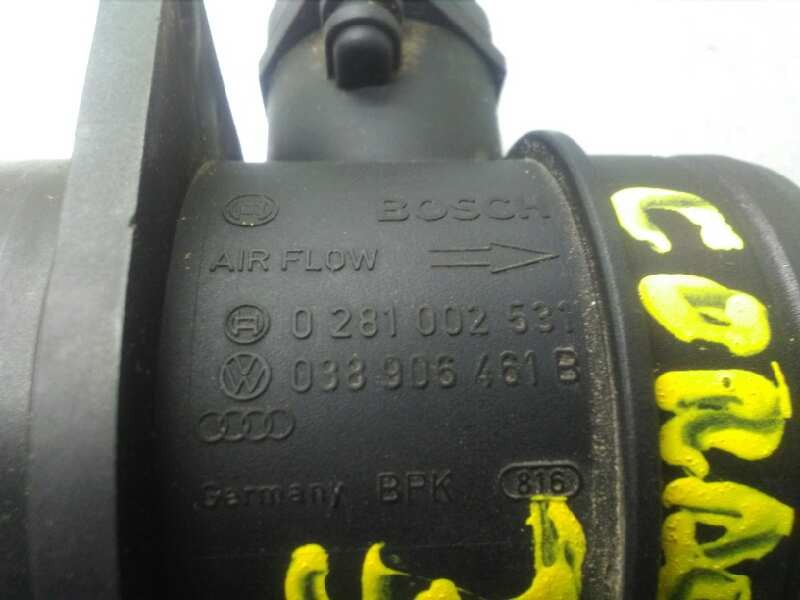 BOSCH
AIR FLOW
0 281 002 531
038 906 461 B
Germany BPK 816